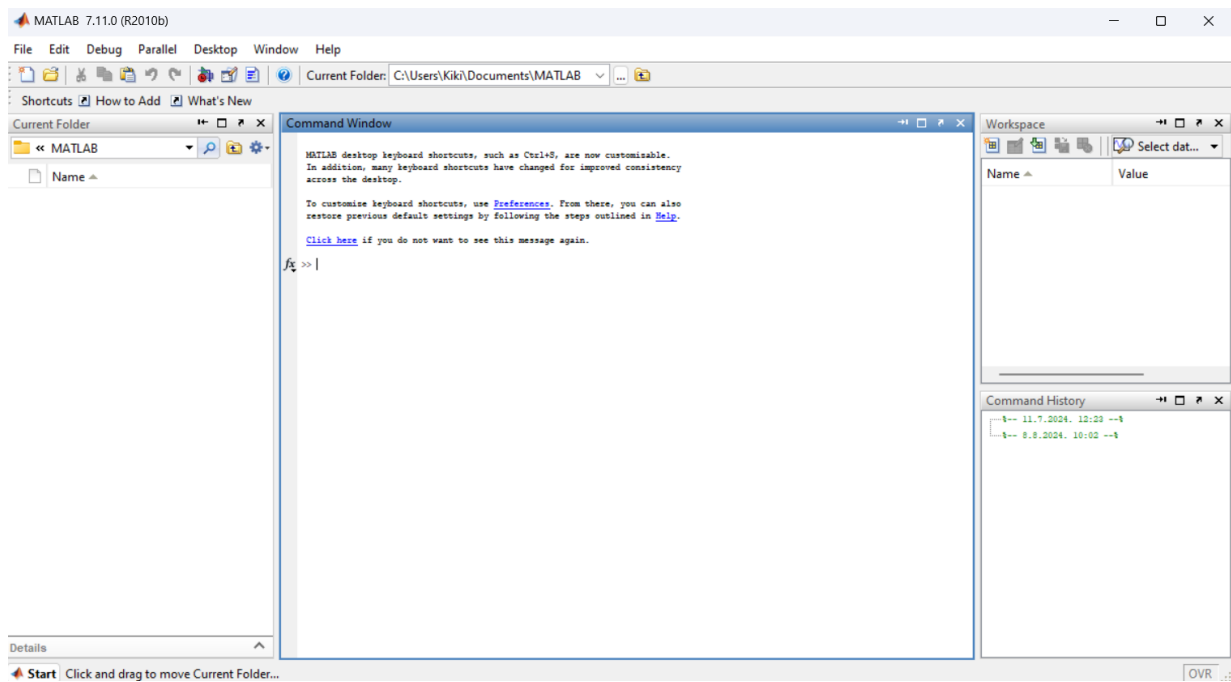 MATLAB 7.11.0 (R2010b)
File Edit Debug Parallel Desktop Window Help
Current Folder: C:\Users\Kiki\Documents\MATLAB ...
Shortcuts How to Add What's New
Current Folder
« MATLAB
Name
Command Window
MATLAB desktop keyboard shortcuts, such as Ctrl+S, are now customizable.
In addition, many keyboard shortcuts have changed for improved consistency
across the desktop.
To customize keyboard shortcuts, use Preferences. From there, you can also
restore previous default settings by following the steps outlined in Help.
Click here if you do not want to see this message again.
fx >>
Workspace
Select dat...
Name Value
Command History
%-- 11.7.2024. 12:23 --%
%-- 8.8.2024. 10:02 --%
Details
Start Click and drag to move Current Folder...
OVR